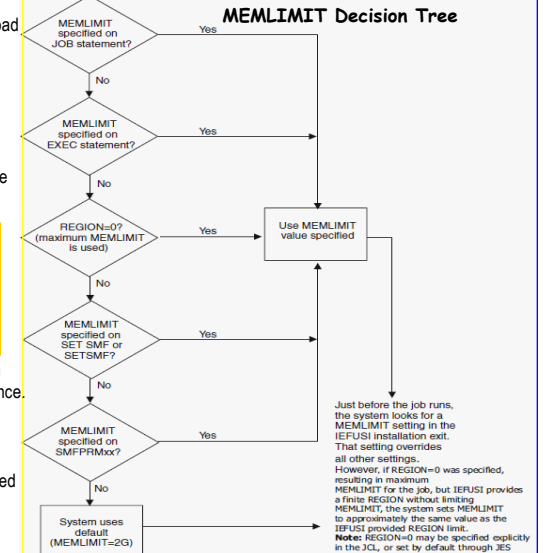 MEMLIMIT Decision Tree
oad
MEMLIMIT
specified on
JOB statement?
Yes
No
MEMLIMIT
specified on
EXEC statement?
Yes
e
No
REGION=0?
(maximum MEMLIMIT
is used)
Yes
Use MEMLIMIT
value specified
No
MEMLIMIT
specified on
SET SMF or
SETSMF?
Yes
nce.
No
MEMLIMIT
specified on
SMFPRMxx?
Yes
ed
No
System uses
default
(MEMLIMIT=2G)
Just before the job runs,
the system looks for a
MEMLIMIT setting in the
IEFUSI installation exit.
That setting overrides
all other settings.
However, if REGION=0 was specified,
resulting in maximum
MEMLIMIT for the job, but IEFUSI provides
a finite REGION without limiting
MEMLIMIT, the system sets MEMLIMIT
to approximately the same value as the
IEFUSI provided REGION limit.
Note: REGION=0 may be specified explicitly
in the JCL, or set by default through JES